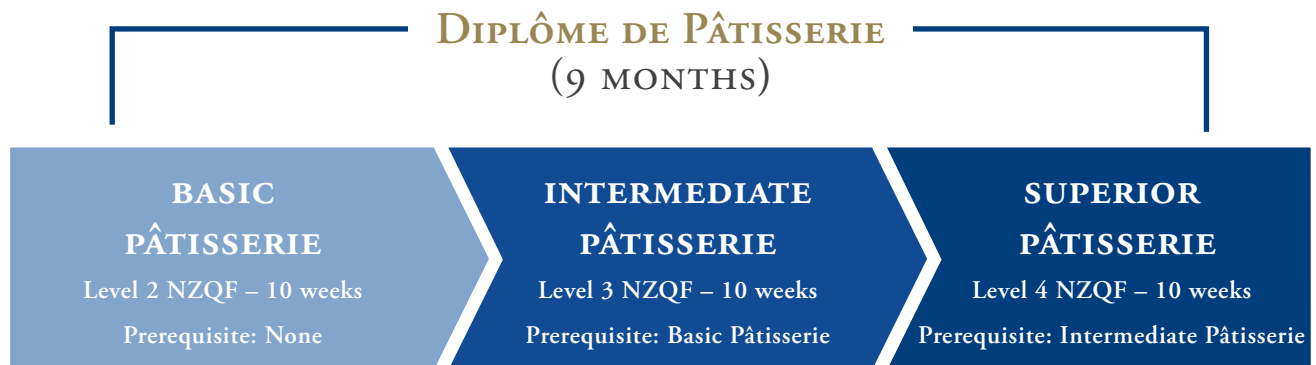 Diplôme de Pâtisserie
(9 months)
BASIC
PÂTISSERIE
Level 2 NZQF – 10 weeks
Prerequisite: None
INTERMEDIATE
PÂTISSERIE
Level 3 NZQF – 10 weeks
Prerequisite: Basic Pâtisserie
SUPERIOR
PÂTISSERIE
Level 4 NZQF – 10 weeks
Prerequisite: Intermediate Pâtisserie